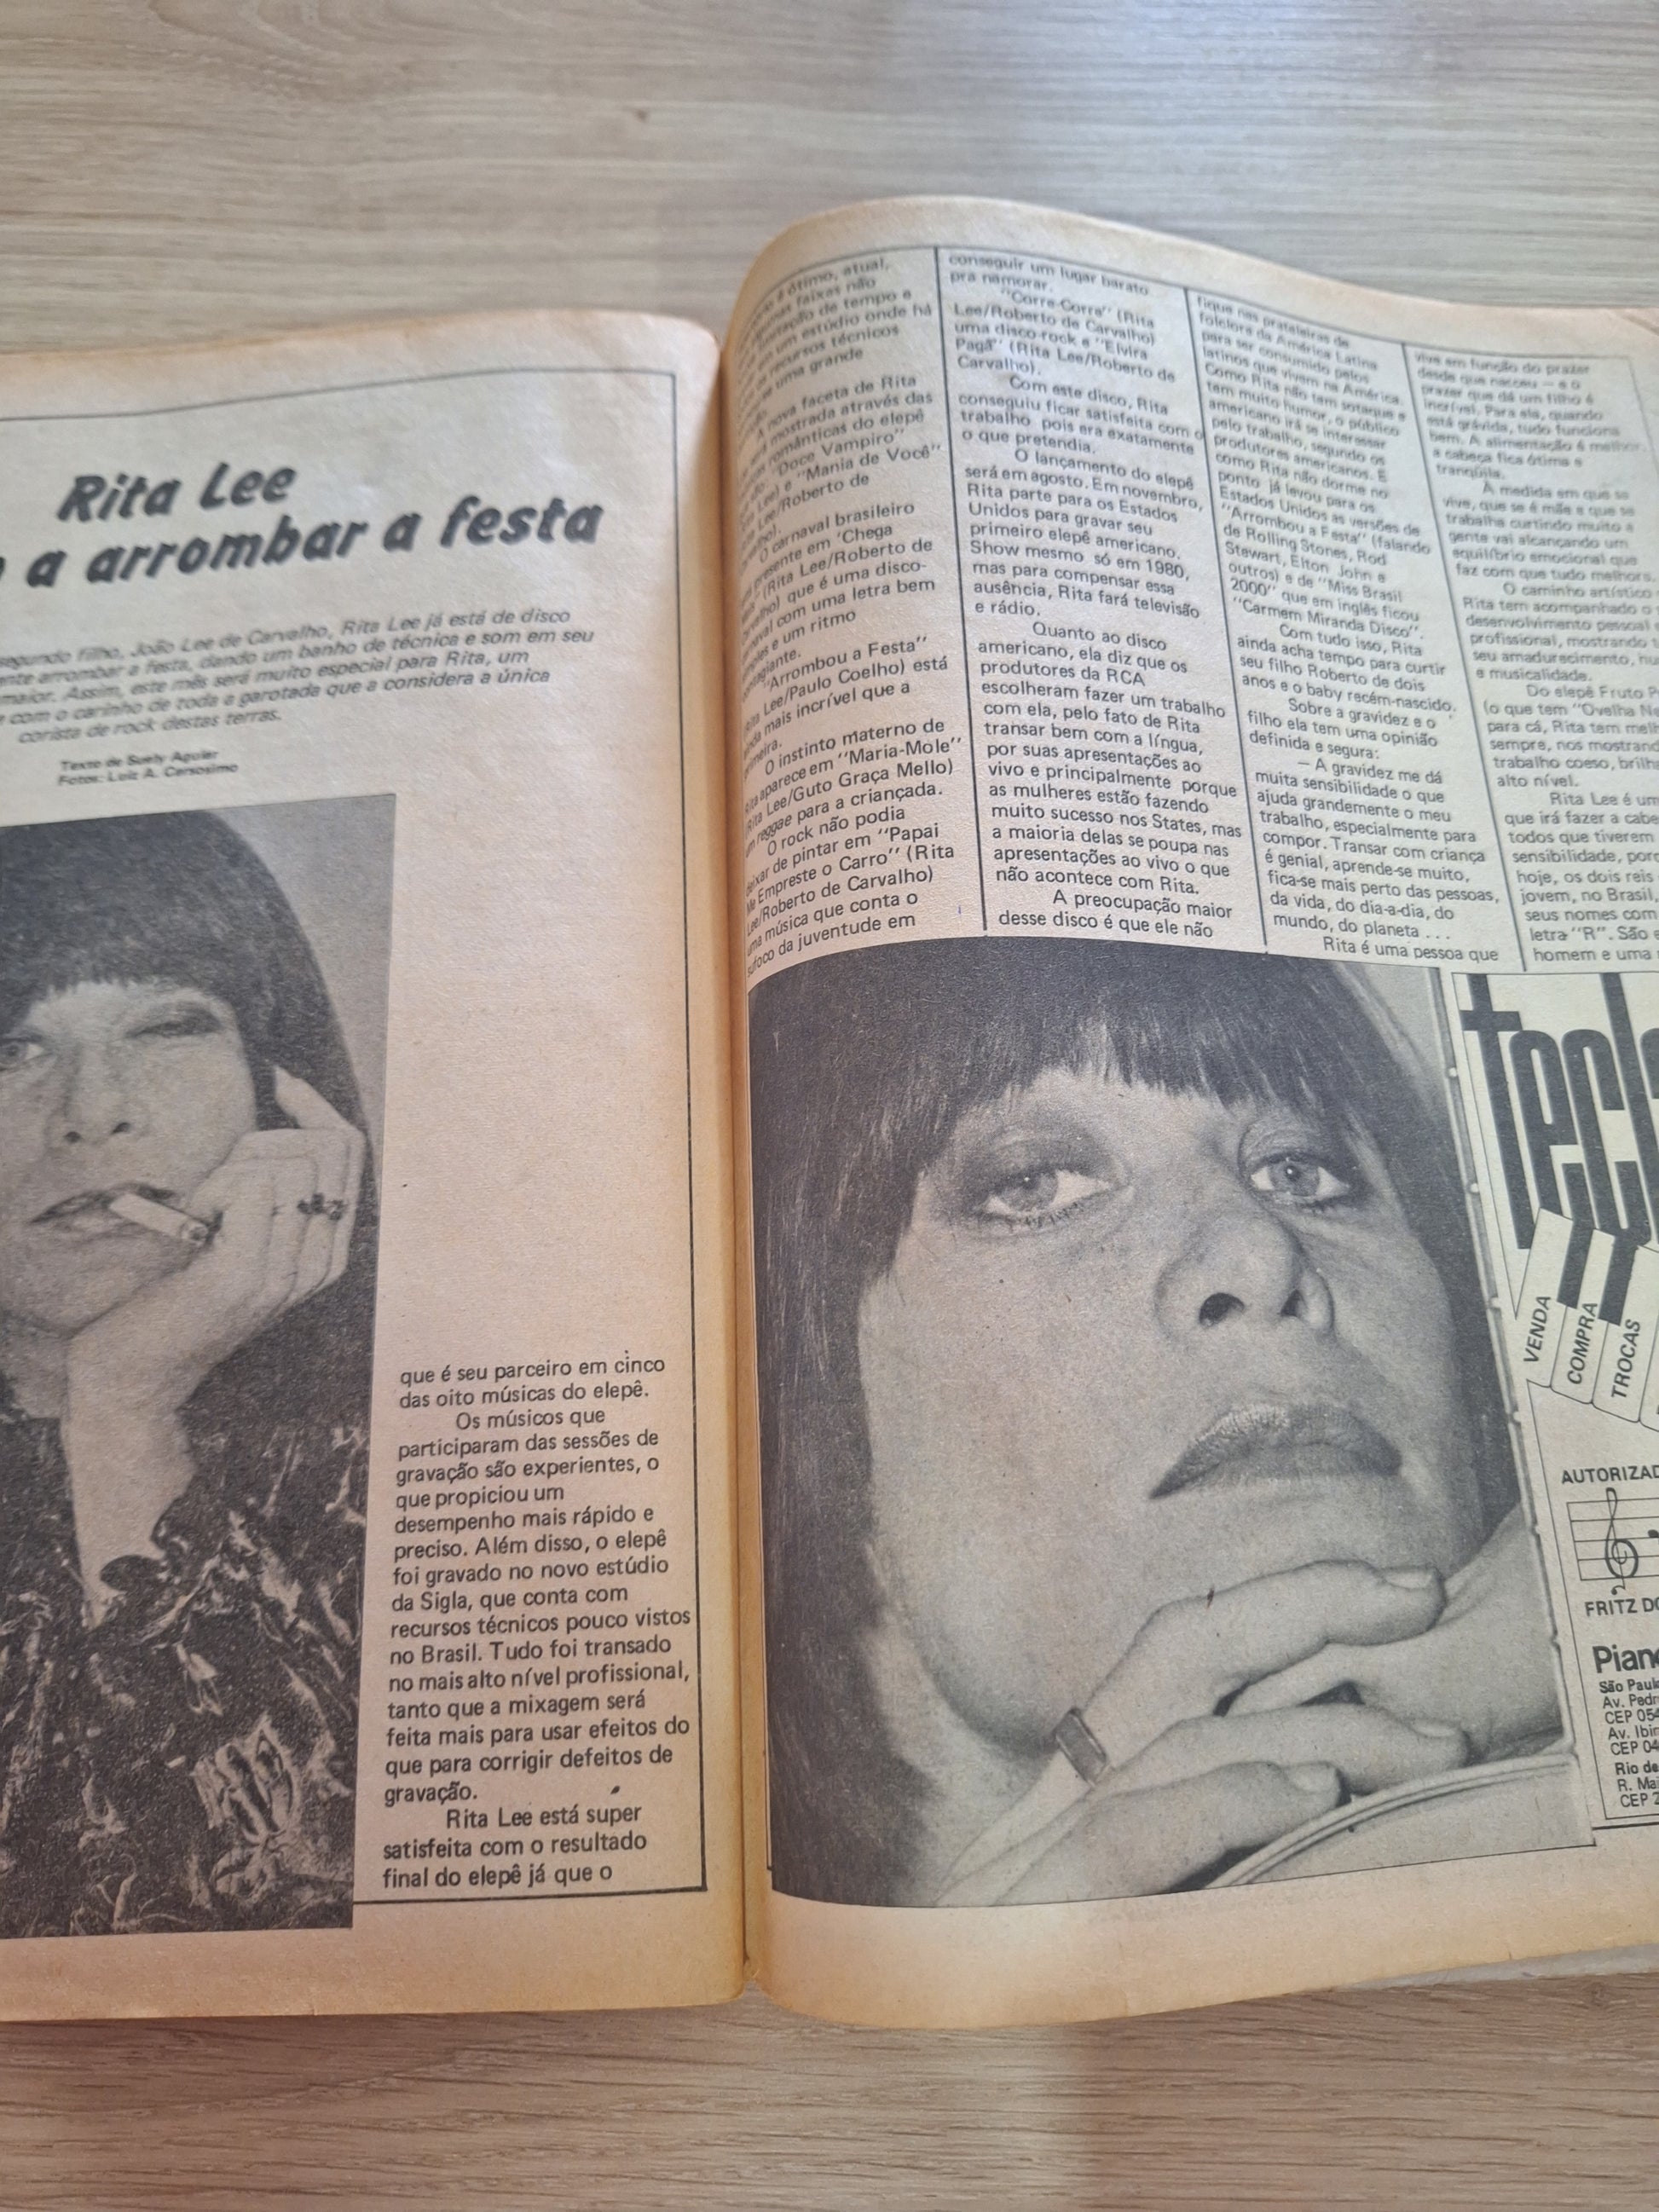 Rita Lee
a arrombar a festa
segundo filho, João Lee de Carvalho, Rita Lee já está de disco
arrombar a festa, dando um banho de técnica e som em seu
maior. Assim, este mês será muito especial para Rita, um
com o carinho de toda a garotada que a considera a única
corista de rock destas terras.
Texto de Suely Aguiar
Fotos: Luiz A.
que é seu parceiro em cinco
das oito músicas do elepê.
Os músicos que
participaram das sessões de
gravação são experientes, o
que propiciou um
desempenho mais rápido e
preciso. Além disso, o elepê
foi gravado no novo estúdio
da Sigla, que conta com
recursos técnicos pouco vistos
no Brasil. Tudo foi transado
no mais alto nível profissional,
tanto que a mixagem será
feita mais para usar efeitos do
que para corrigir defeitos de
gravação.
Rita Lee está super
satisfeita com o resultado
final do elepê já que o
é ótimo, atual,
faixas não
de tempo e
um estúdio onde há
recursos técnicos
uma grande
nova faceta de Rita
mostrada através das
românticas do elepê
"Doce Vampiro"
Lee) e "Mania de Você"
Lee/Roberto de
O carnaval brasileiro
presente em 'Chega
(Rita Lee/Roberto de
que é uma disco-
com uma letra bem
e um ritmo
"Arrombou a Festa"
Lee/Paulo Coelho) está
mais incrível que a
primeira.
O instinto materno de
Rita aparece em "Maria-Mole"
(Rita Lee/Guto Graça Mello)
um reggae para a criançada.
O rock não podia
deixar de pintar em "Papai
Me Empreste o Carro" (Rita
Lee/Roberto de Carvalho)
uma música que conta o
sufoco da juventude em
conseguir um lugar barato
pra namorar.
"Corre-Corre" (Rita
Lee/Roberto de Carvalho)
uma disco-rock e "Elvira
Pagã" (Rita Lee/Roberto de
Carvalho).
Com este disco, Rita
conseguiu ficar satisfeita com o
trabalho pois era exatamente
o que pretendia.
O lançamento do elepê
será em agosto. Em novembro,
Rita parte para os Estados
Unidos para gravar seu
primeiro elepê americano.
Show mesmo só em 1980,
mas para compensar essa
ausência, Rita fará televisão
e rádio.
Quanto ao disco
americano, ela diz que os
produtores da RCA
escolheram fazer um trabalho
com ela, pelo fato de Rita
transar bem com a língua,
por suas apresentações ao
vivo e principalmente porque
as mulheres estão fazendo
muito sucesso nos States, mas
a maioria delas se poupa nas
apresentações ao vivo o que
não acontece com Rita.
A preocupação maior
desse disco é que ele não
fique nas prateleiras de
folclore da América Latina
para ser consumido pelos
latinos que vivem na América.
Como Rita não tem sotaque e
tem muito humor, o público
americano irá se interessar
pelo trabalho, segundo os
produtores americanos. E
como Rita não dorme no
ponto já levou para os
Estados Unidos as versões de
"Arrombou a Festa" (falando
de Rolling Stones, Rod
Stewart, Elton John e
outros) e de "Miss Brasil
2000" que em inglês ficou
"Carmem Miranda Disco".
Com tudo isso, Rita
ainda acha tempo para curtir
seu filho Roberto de dois
anos e o baby recém-nascido.
Sobre a gravidez e o
filho ela tem uma opinião
definida e segura:
— A gravidez me dá
muita sensibilidade o que
ajuda grandemente o meu
trabalho, especialmente para
compor. Transar com criança
é genial, aprende-se muito,
fica-se mais perto das pessoas,
da vida, do dia-a-dia, do
mundo, do planeta . . .
Rita é uma pessoa que
vive em função do prazer
desde que nasceu — e o
prazer que dá um filho é
incrível. Para ela, quando
está grávida, tudo funciona
bem. A alimentação é melhor,
a cabeça fica ótima e
tranqüila.
À medida em que se
vive, que se é mãe e que se
trabalha curtindo muito a
gente vai alcançando um
equilíbrio emocional que
faz com que tudo melhore.
O caminho artístico
Rita tem acompanhado o
desenvolvimento pessoal e
profissional, mostrando
seu amadurecimento,
e musicalidade.
Do elepê Fruto
(o que tem "Ovelha
para cá, Rita tem
sempre, nos mostrand
trabalho coeso,
alto nível.
Rita Lee é um
que irá fazer a cabe
todos que tiverem
sensibilidade, porq
hoje, os dois reis
jovem, no Brasil,
seus nomes com
letra "R". São
homem e uma
tecl
VENDA
COMPRA
TROCAS
AUTORIZAD
FRITZ DO
Piano
São Paul
Av. Pedr
CEP 054
Av. Ibir
CEP 04
Rio de
R. Mai
CEP 2